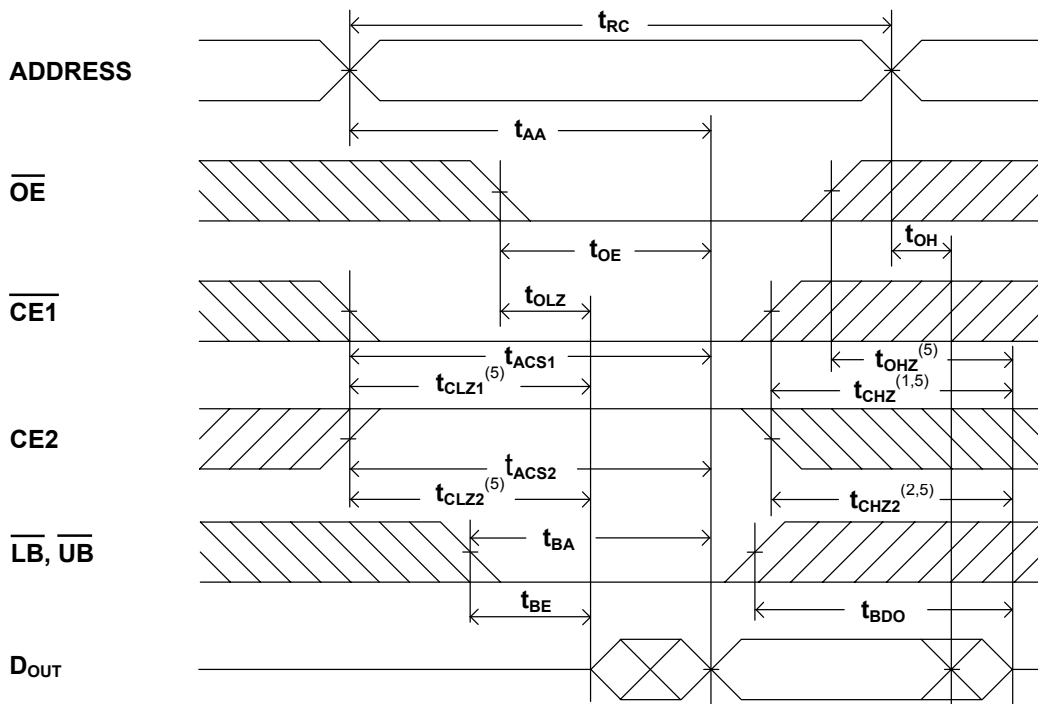 tRC
ADDRESS
tAA
OE
tOH
tOE
tOLZ
CE1
tACS1
tOHZ(5)
tCLZ1(5)
tCHZ(1,5)
CE2
tACS2
tCLZ2(5)
tCHZ2(2,5)
LB, UB
tBA
tBE
tBDO
DOUT